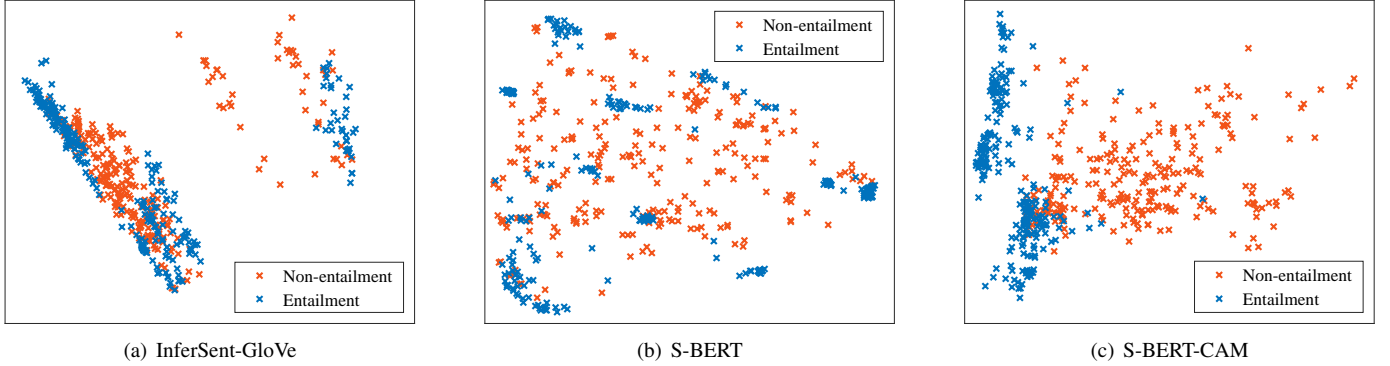 Non-entailment
Entailment
(a) InferSent-GloVe
Non-entailment
Entailment
(b) S-BERT
Non-entailment
Entailment
(c) S-BERT-CAM